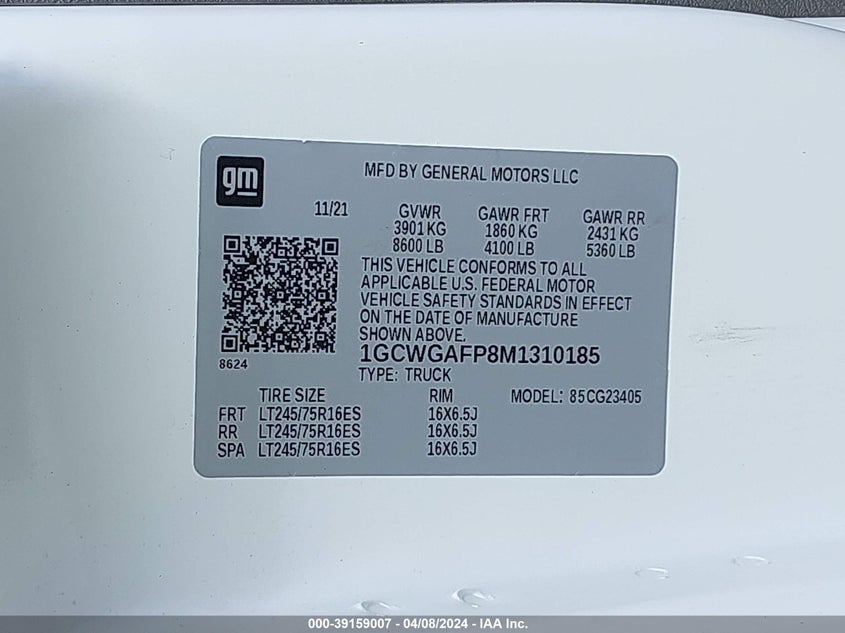 gm
MFD BY GENERAL MOTORS LLC
11/21
GVWR GAWR FRT GAWR RR
3901 KG 1860 KG 2431 KG
8600 LB 4100 LB 5360 LB
THIS VEHICLE CONFORMS TO ALL
APPLICABLE U.S. FEDERAL MOTOR
VEHICLE SAFETY STANDARDS IN EFFECT
ON THE DATE OF MANUFACTURE
SHOWN ABOVE.
1GCWGAFP8M1310185
8624
TYPE: TRUCK
TIRE SIZE RIM MODEL: 85CG23405
FRT LT245/75R16ES 16X6.5J
RR LT245/75R16ES 16X6.5J
SPA LT245/75R16ES 16X6.5J
000-39159007 - 04/08/2024 - IAA Inc.